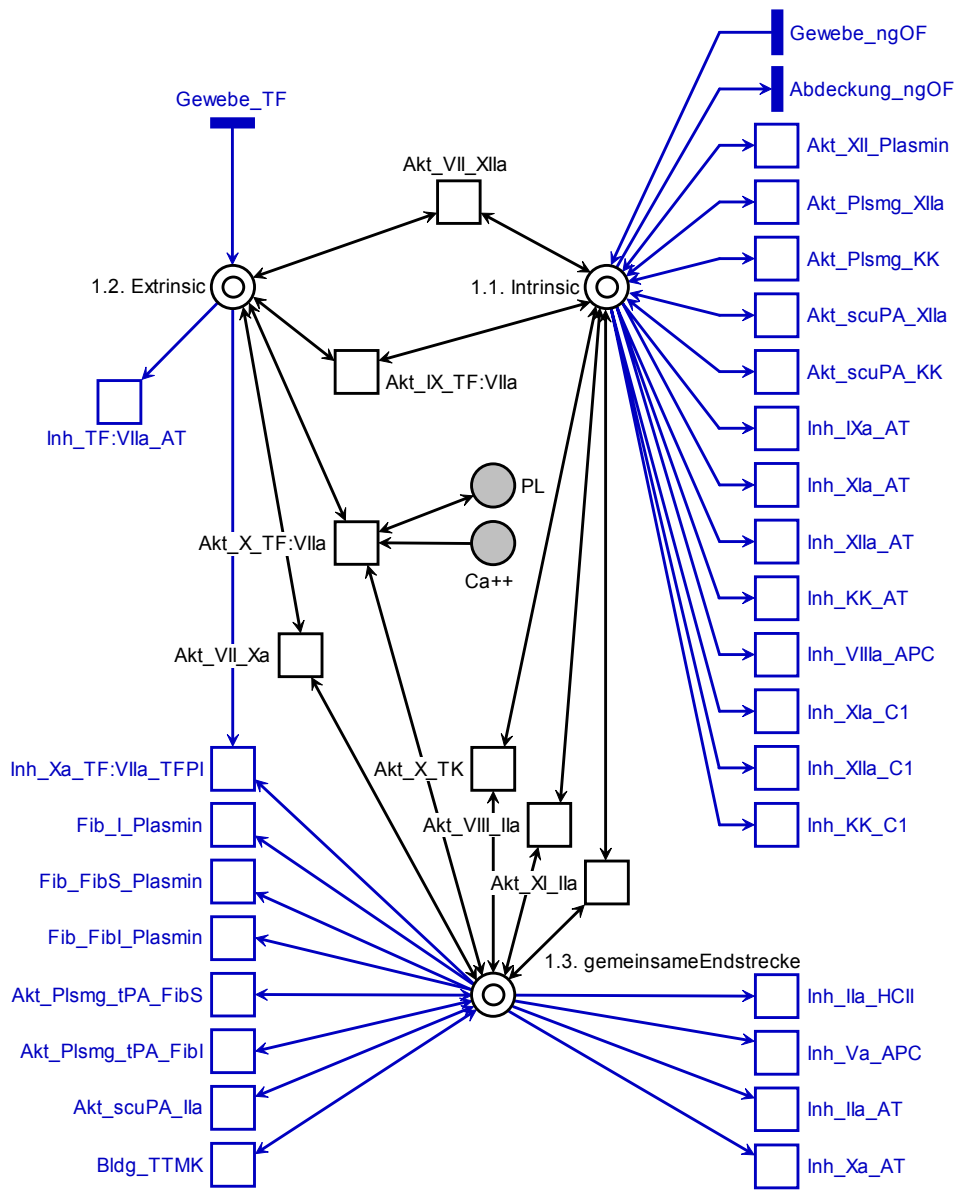 Gewebe_ngOF
Abdeckung_ngOF
Gewebe_TF
Akt_XII_Plasmin
Akt_VII_XIIa
Akt_Plsmg_XIIa
Akt_Plsmg_KK
1.2. Extrinsic
1.1. Intrinsic
Akt_scuPA_XIIa
Akt_scuPA_KK
Akt_IX_TF:VIIa
Inh_TF:VIIa_AT
Inh_IXa_AT
PL
Inh_XIa_AT
Akt_X_TF:VIIa
Inh_XIIa_AT
Ca++
Inh_KK_AT
Akt_VII_Xa
Inh_VIIIa_APC
Inh_XIa_C1
Inh_Xa_TF:VIIa_TFPI
Akt_X_TK
Inh_XIIa_C1
Fib_I_Plasmin
Akt_VIII_IIa
Inh_KK_C1
Fib_FibS_Plasmin
Akt_XI_IIa
Fib_FibI_Plasmin
1.3. gemeinsameEndstrecke
Akt_Plsmg_tPA_FibS
Inh_IIa_HCII
Akt_Plsmg_tPA_FibI
Inh_Va_APC
Akt_scuPA_IIa
Inh_IIa_AT
Bldg_TTMK
Inh_Xa_AT